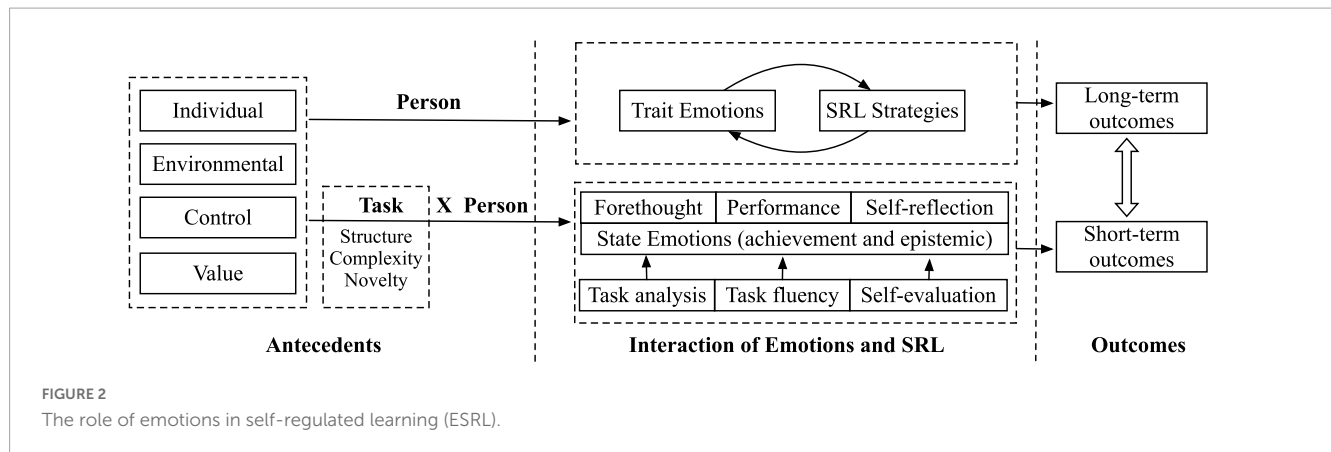 Individual
Environmental
Control
Value
Person
Task X Person
Structure
Complexity
Novelty
Trait Emotions
SRL Strategies
Forethought
Performance
Self-reflection
State Emotions (achievement and epistemic)
Task analysis
Task fluency
Self-evaluation
Long-term
outcomes
Short-term
outcomes
Antecedents
Interaction of Emotions and SRL
Outcomes
FIGURE 2
The role of emotions in self-regulated learning (ESRL).